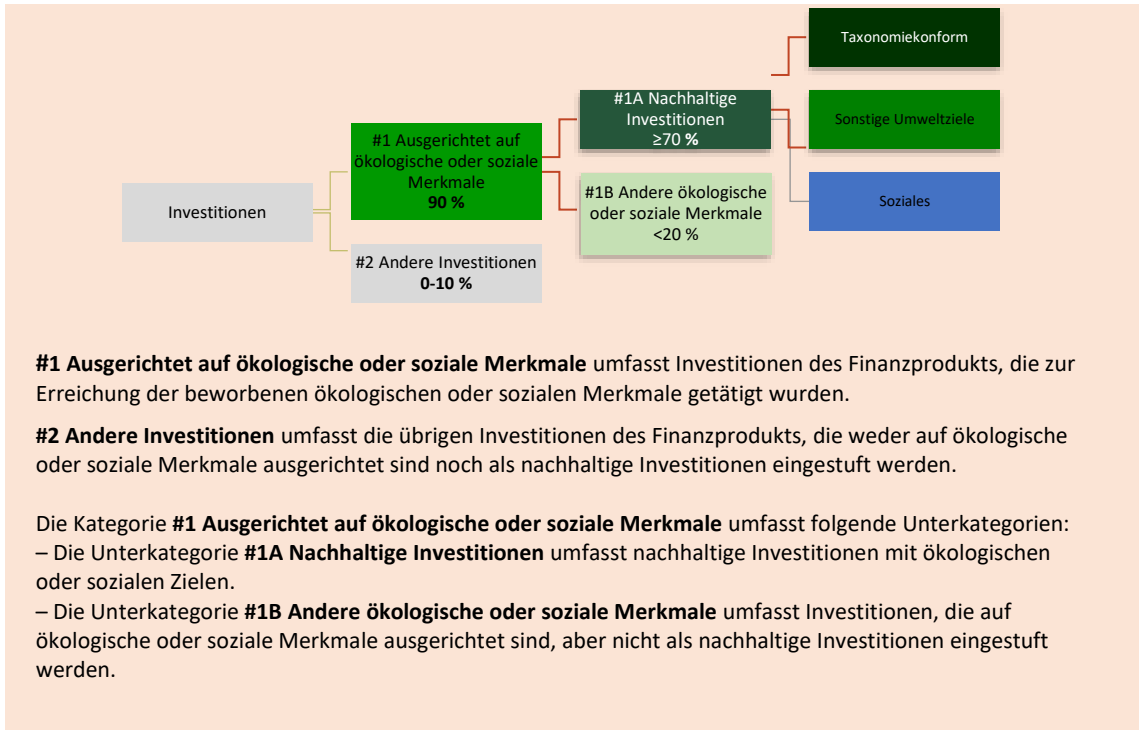 Taxonomiekonform
#1A Nachhaltige
Investitionen
≥70 %
Sonstige Umweltziele
#1 Ausgerichtet auf
ökologische oder soziale
Merkmale
90 %
#1B Andere ökologische
oder soziale Merkmale
<20 %
Soziales
Investitionen
#2 Andere Investitionen
0-10 %
#1 Ausgerichtet auf ökologische oder soziale Merkmale umfasst Investitionen des Finanzprodukts, die zur
Erreichung der beworbenen ökologischen oder sozialen Merkmale getätigt wurden.
#2 Andere Investitionen umfasst die übrigen Investitionen des Finanzprodukts, die weder auf ökologische
oder soziale Merkmale ausgerichtet sind noch als nachhaltige Investitionen eingestuft werden.
Die Kategorie #1 Ausgerichtet auf ökologische oder soziale Merkmale umfasst folgende Unterkategorien:
– Die Unterkategorie #1A Nachhaltige Investitionen umfasst nachhaltige Investitionen mit ökologischen
oder sozialen Zielen.
– Die Unterkategorie #1B Andere ökologische oder soziale Merkmale umfasst Investitionen, die auf
ökologische oder soziale Merkmale ausgerichtet sind, aber nicht als nachhaltige Investitionen eingestuft
werden.